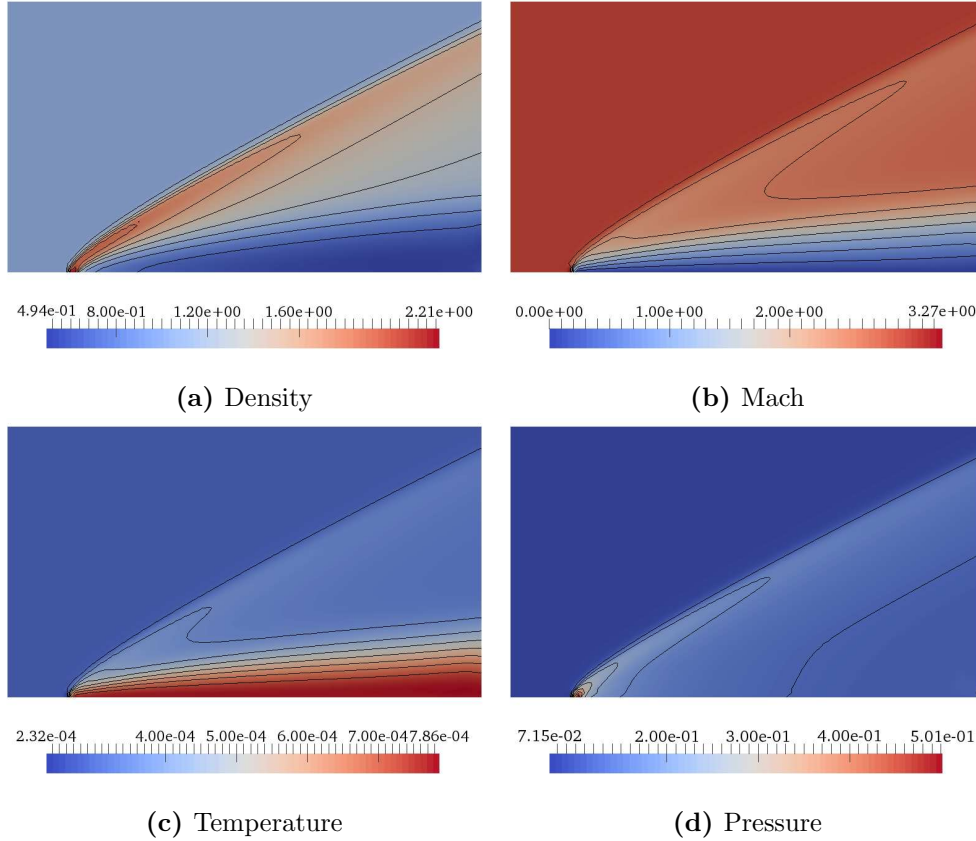 4.94e-01 8.00e-01 1.20e+00 1.60e+00 2.21e+00
0.00e+00 1.00e+00 2.00e+00 3.27e+00
(a) Density
(b) Mach
2.32e-04 4.00e-04 5.00e-04 6.00e-04 7.00e-04 7.86e-04
7.15e-02 2.00e-01 3.00e-01 4.00e-01 5.01e-01
(c) Temperature
(d) Pressure